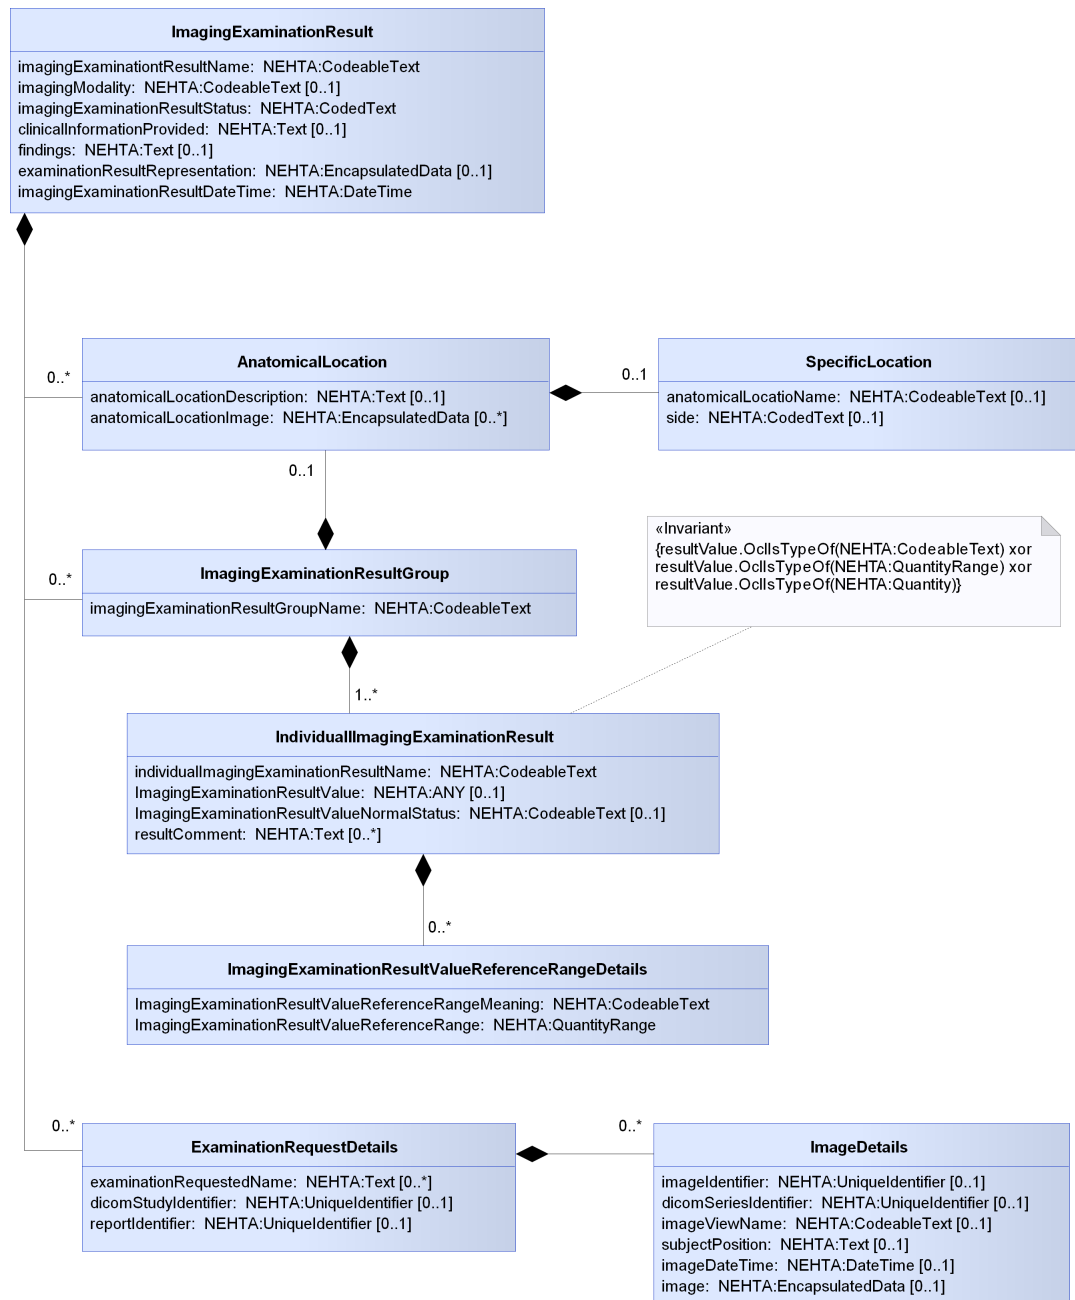 ImagingExaminationResult
imagingExaminationtResultName:  NEHTA:CodeableText
imagingModality:  NEHTA:CodeableText [0..1]
imagingExaminationResultStatus:  NEHTA:CodedText
clinicalInformationProvided:  NEHTA:Text [0..1]
findings:  NEHTA:Text [0..1]
examinationResultRepresentation:  NEHTA:EncapsulatedData [0..1]
imagingExaminationResultDateTime:  NEHTA:DateTime
0..*
AnatomicalLocation
anatomicalLocationDescription:  NEHTA:Text [0..1]
anatomicalLocationImage:  NEHTA:EncapsulatedData [0..*]
0..1
SpecificLocation
anatomicalLocatioName:  NEHTA:CodeableText [0..1]
side:  NEHTA:CodedText [0..1]
0..1
«Invariant»
{resultValue.OclIsTypeOf(NEHTA:CodeableText) xor
resultValue.OclIsTypeOf(NEHTA:QuantityRange) xor
resultValue.OclIsTypeOf(NEHTA:Quantity)}
0..*
ImagingExaminationResultGroup
imagingExaminationResultGroupName:  NEHTA:CodeableText
1..*
IndividualIImagingExaminationResult
individualImagingExaminationResultName:  NEHTA:CodeableText
ImagingExaminationResultValue:  NEHTA:ANY [0..1]
ImagingExaminationResultValueNormalStatus:  NEHTA:CodeableText [0..1]
resultComment:  NEHTA:Text [0..*]
0..*
ImagingExaminationResultValueReferenceRangeDetails
ImagingExaminationResultValueReferenceRangeMeaning:  NEHTA:CodeableText
ImagingExaminationResultValueReferenceRange:  NEHTA:QuantityRange
0..*
ExaminationRequestDetails
examinationRequestedName:  NEHTA:Text [0..*]
dicomStudyIdentifier:  NEHTA:UniqueIdentifier [0..1]
reportIdentifier:  NEHTA:UniqueIdentifier [0..1]
0..*
ImageDetails
imageIdentifier:  NEHTA:UniqueIdentifier [0..1]
dicomSeriesIdentifier:  NEHTA:UniqueIdentifier [0..1]
imageViewName:  NEHTA:CodeableText [0..1]
subjectPosition:  NEHTA:Text [0..1]
imageDateTime:  NEHTA:DateTime [0..1]
image:  NEHTA:EncapsulatedData [0..1]